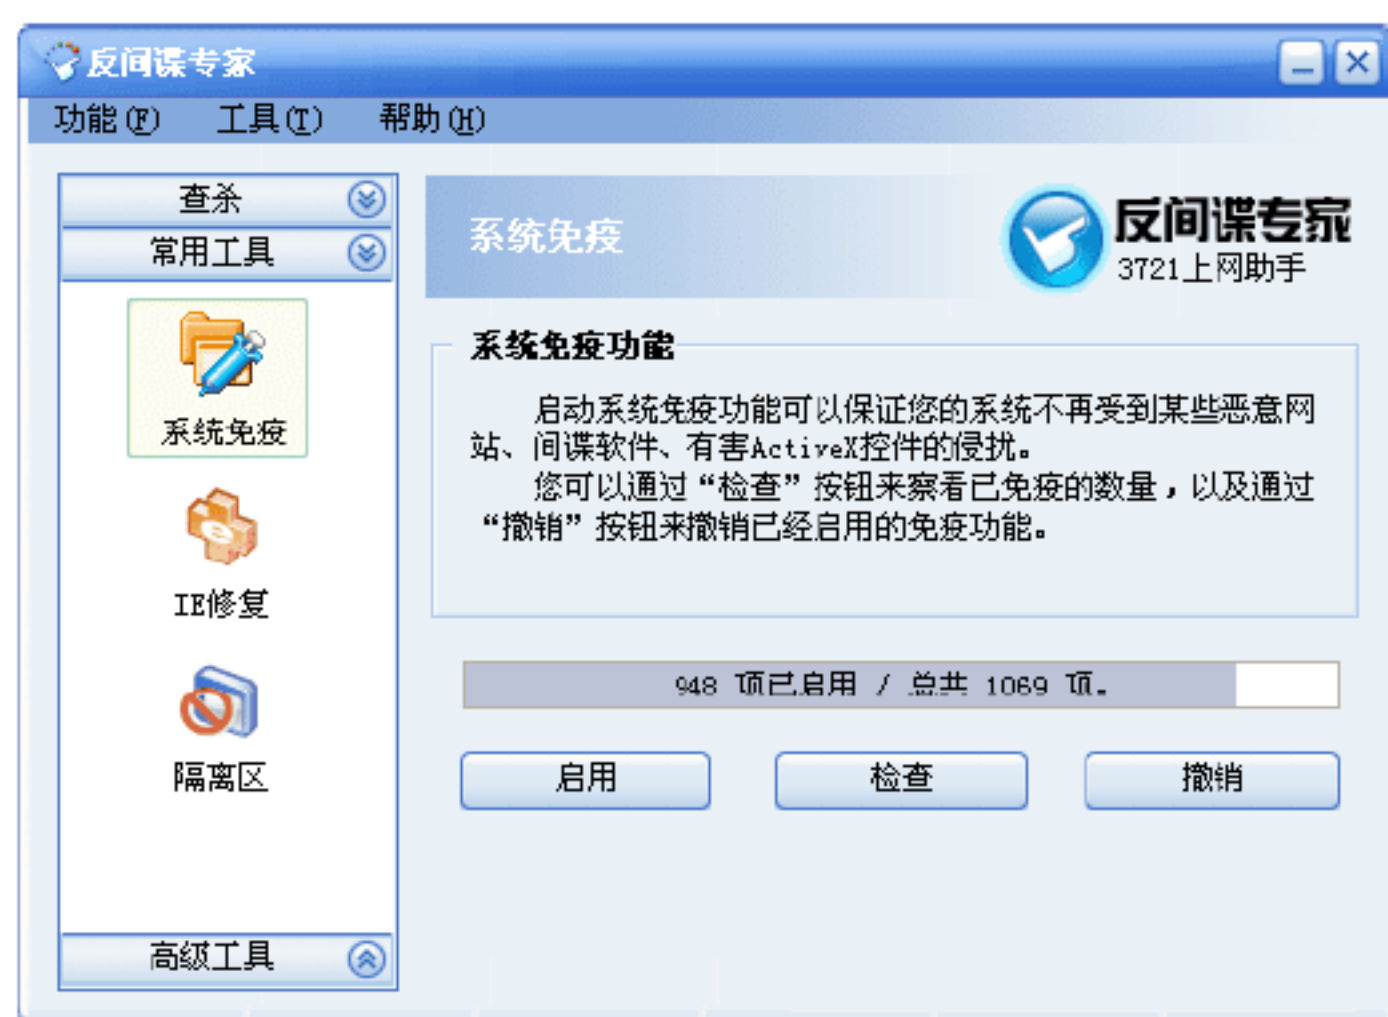 反间谍专家
功能(F) 工具(T) 帮助(H)
查杀
常用工具
系统免疫
IE修复
隔离区
高级工具
系统免疫
反间谍专家
3721上网助手
系统免疫功能
启动系统免疫功能可以保证您的系统不再受到某些恶意网
站、间谍软件、有害ActiveX控件的侵扰。
您可以通过“检查”按钮来察看已免疫的数量，以及通过
“撤销”按钮来撤销已经启用的免疫功能。
948 项已启用 / 总共 1069 项。
启用 检查 撤销